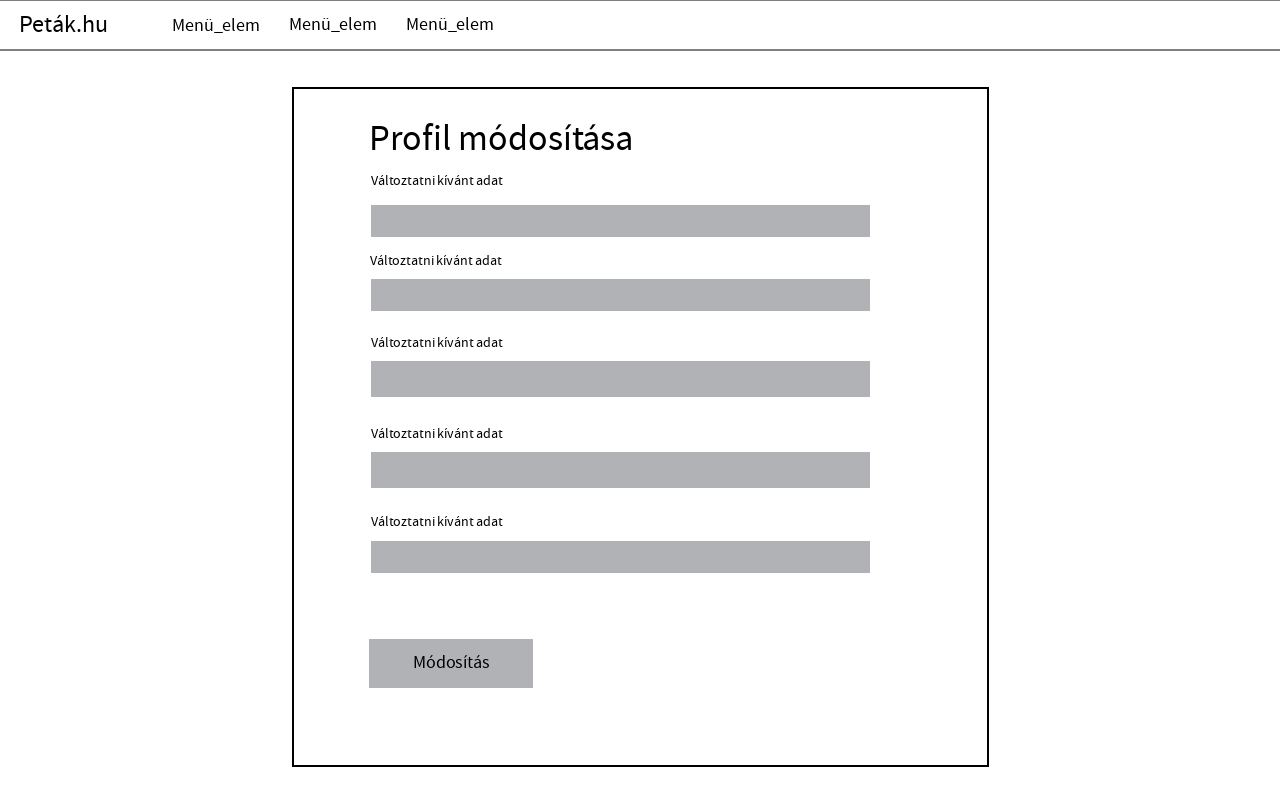 Peták.hu Menü_elem Menü_elem Menü_elem
Profil módosítása
Változtatni kívánt adat
Változtatni kívánt adat
Változtatni kívánt adat
Változtatni kívánt adat
Változtatni kívánt adat
Módosítás